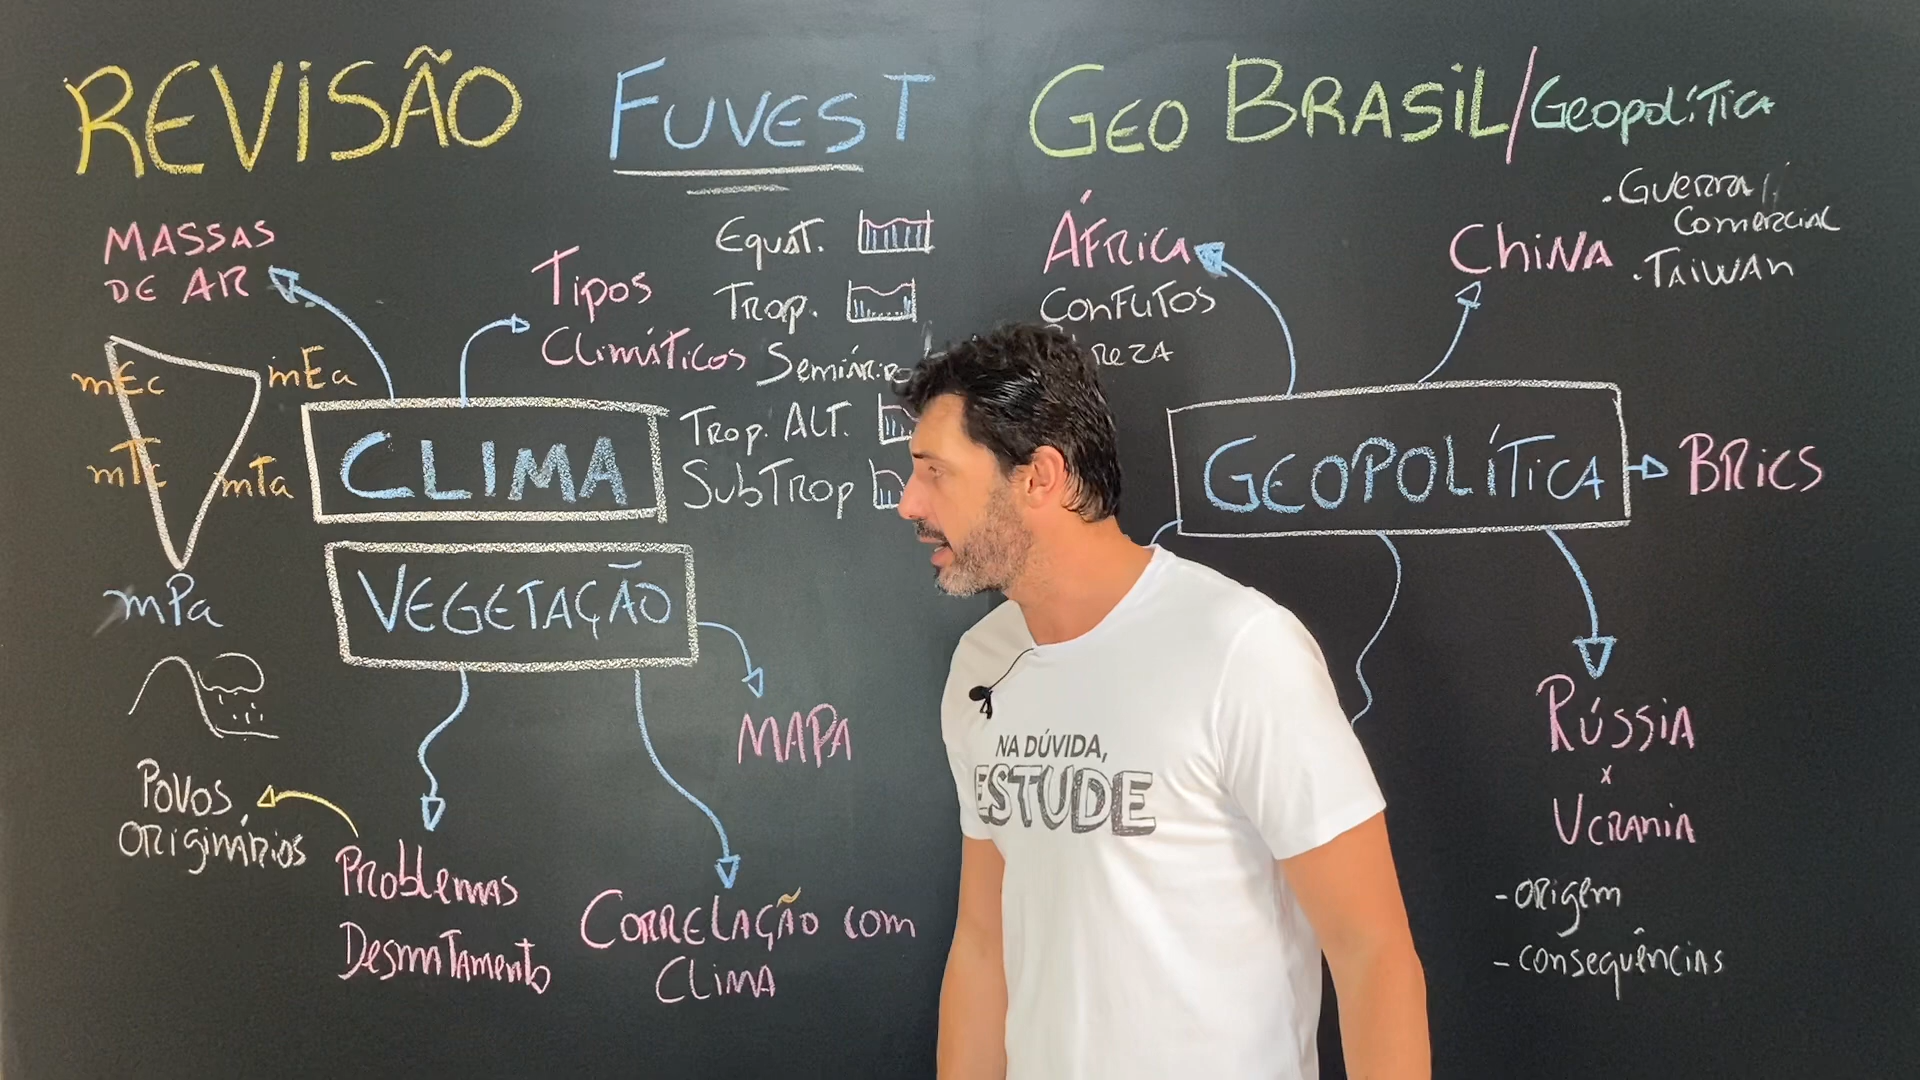 REVISÃO FUVEST GEO BRASIL/Geopolítica
MASSAS
DE AR
mEc
mEa
mTc
mTa
mPa
Tipos
Climáticos
Equat.
Trop.
Trop. ALT.
SubTrop
CLIMA
VEGETAÇÃO
MAPA
Povos
originários
Problemas
Desmatamento
Correlação com
Clima
ÁFRICA
Conflitos
CHINA
. Guerra
Comercial
. TAIWAN
GEOPOLÍTICA
BRICS
RÚSSIA
x
UCRANIA
- origem
- consequências
NA DÚVIDA,
ESTUDE